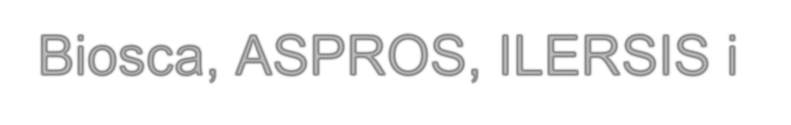 Biosca, ASPROS, ILERSIS i